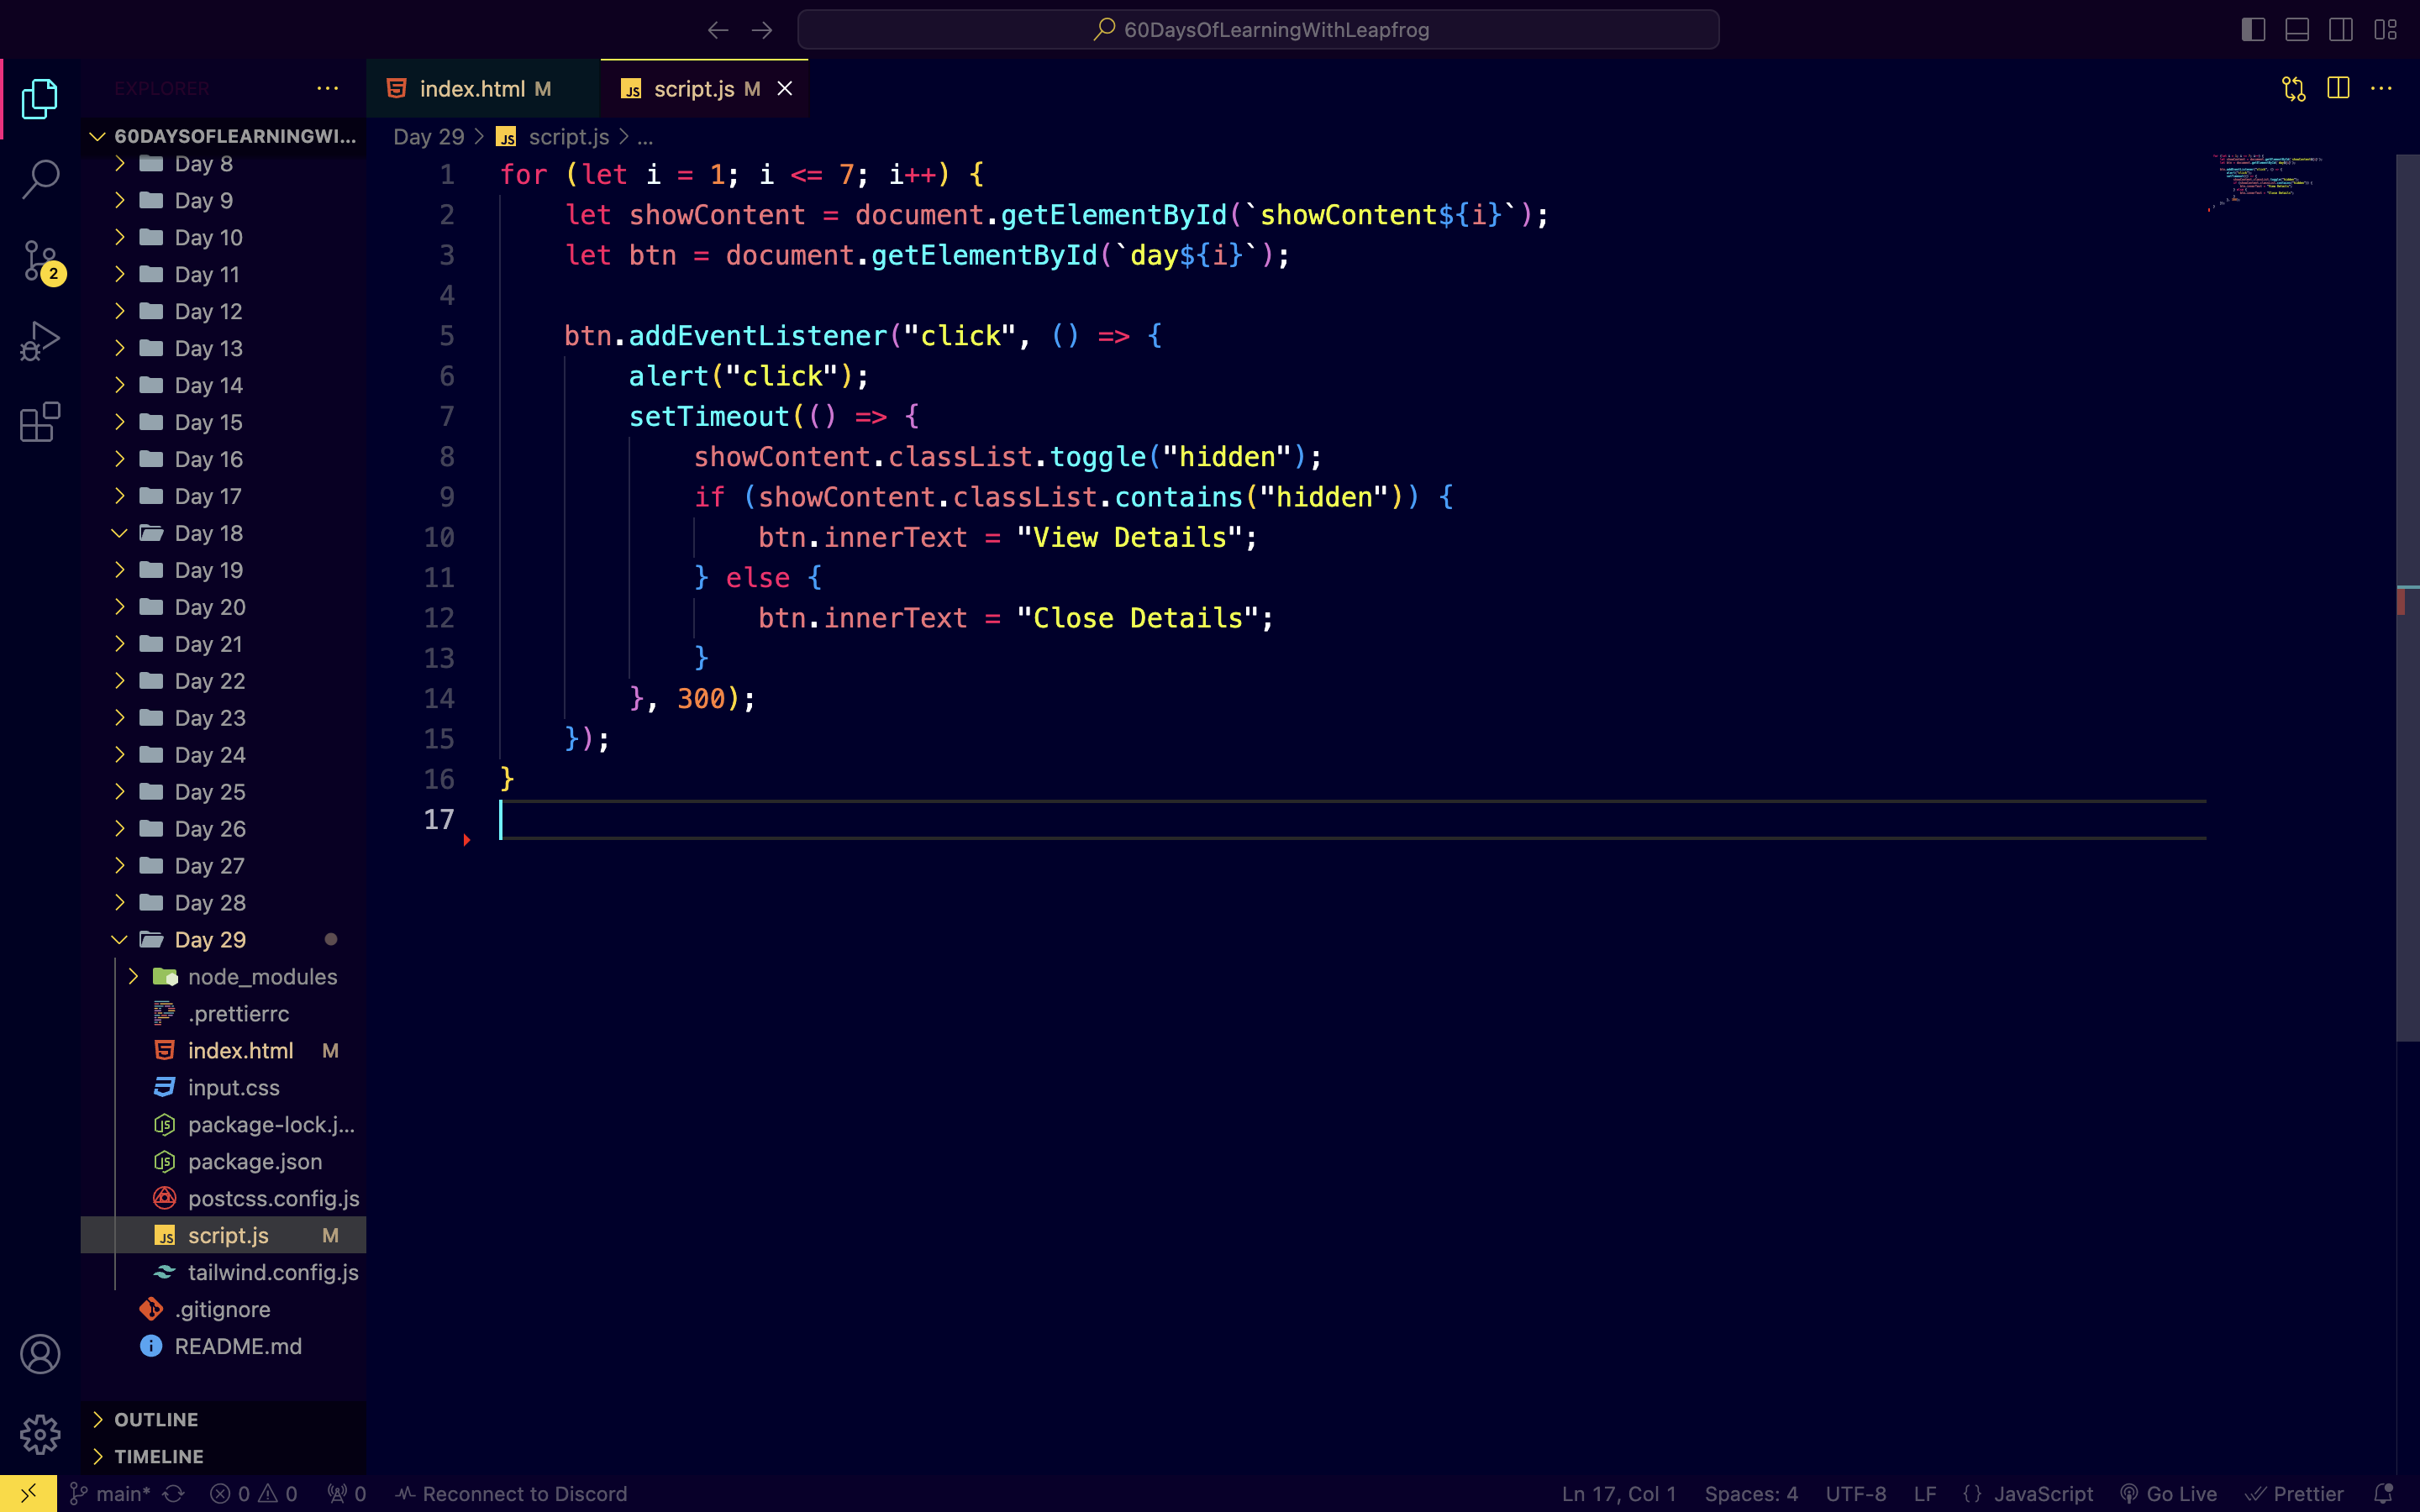 60DaysOfLearningWithLeapfrog
EXPLORER
index.html M
script.js M
60DAYSOFLEARNINGWI...
Day 29 > script.js > ...
Day 8
Day 9
Day 10
Day 11
Day 12
Day 13
Day 14
Day 15
Day 16
Day 17
Day 18
Day 19
Day 20
Day 21
Day 22
Day 23
Day 24
Day 25
Day 26
Day 27
Day 28
Day 29
node_modules
.prettierrc
index.html M
input.css
package-lock.j...
package.json
postcss.config.js
script.js M
tailwind.config.js
.gitignore
README.md
OUTLINE
TIMELINE
2
1 for (let i = 1; i <= 7; i++) {
2     let showContent = document.getElementById(`showContent${i}`);
3     let btn = document.getElementById(`day${i}`);
4
5     btn.addEventListener("click", () => {
6         alert("click");
7         setTimeout(() => {
8             showContent.classList.toggle("hidden");
9             if (showContent.classList.contains("hidden")) {
10                 btn.innerText = "View Details";
11             } else {
12                 btn.innerText = "Close Details";
13             }
14         }, 300);
15     });
16 }
17
main* 0 0 0 Reconnect to Discord Ln 17, Col 1 Spaces: 4 UTF-8 LF {} JavaScript Go Live Prettier